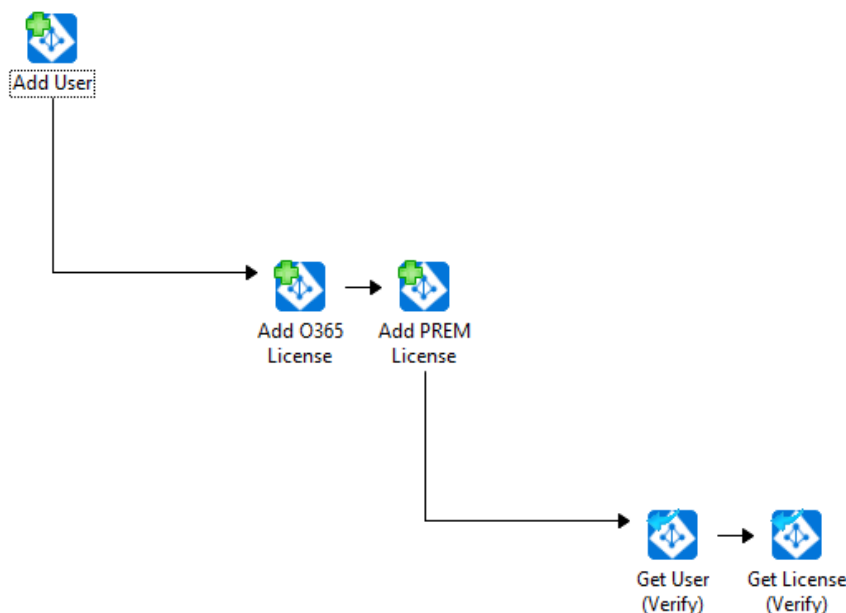 Add User
Add O365
License
Add PREM
License
Get User
(Verify)
Get License
(Verify)